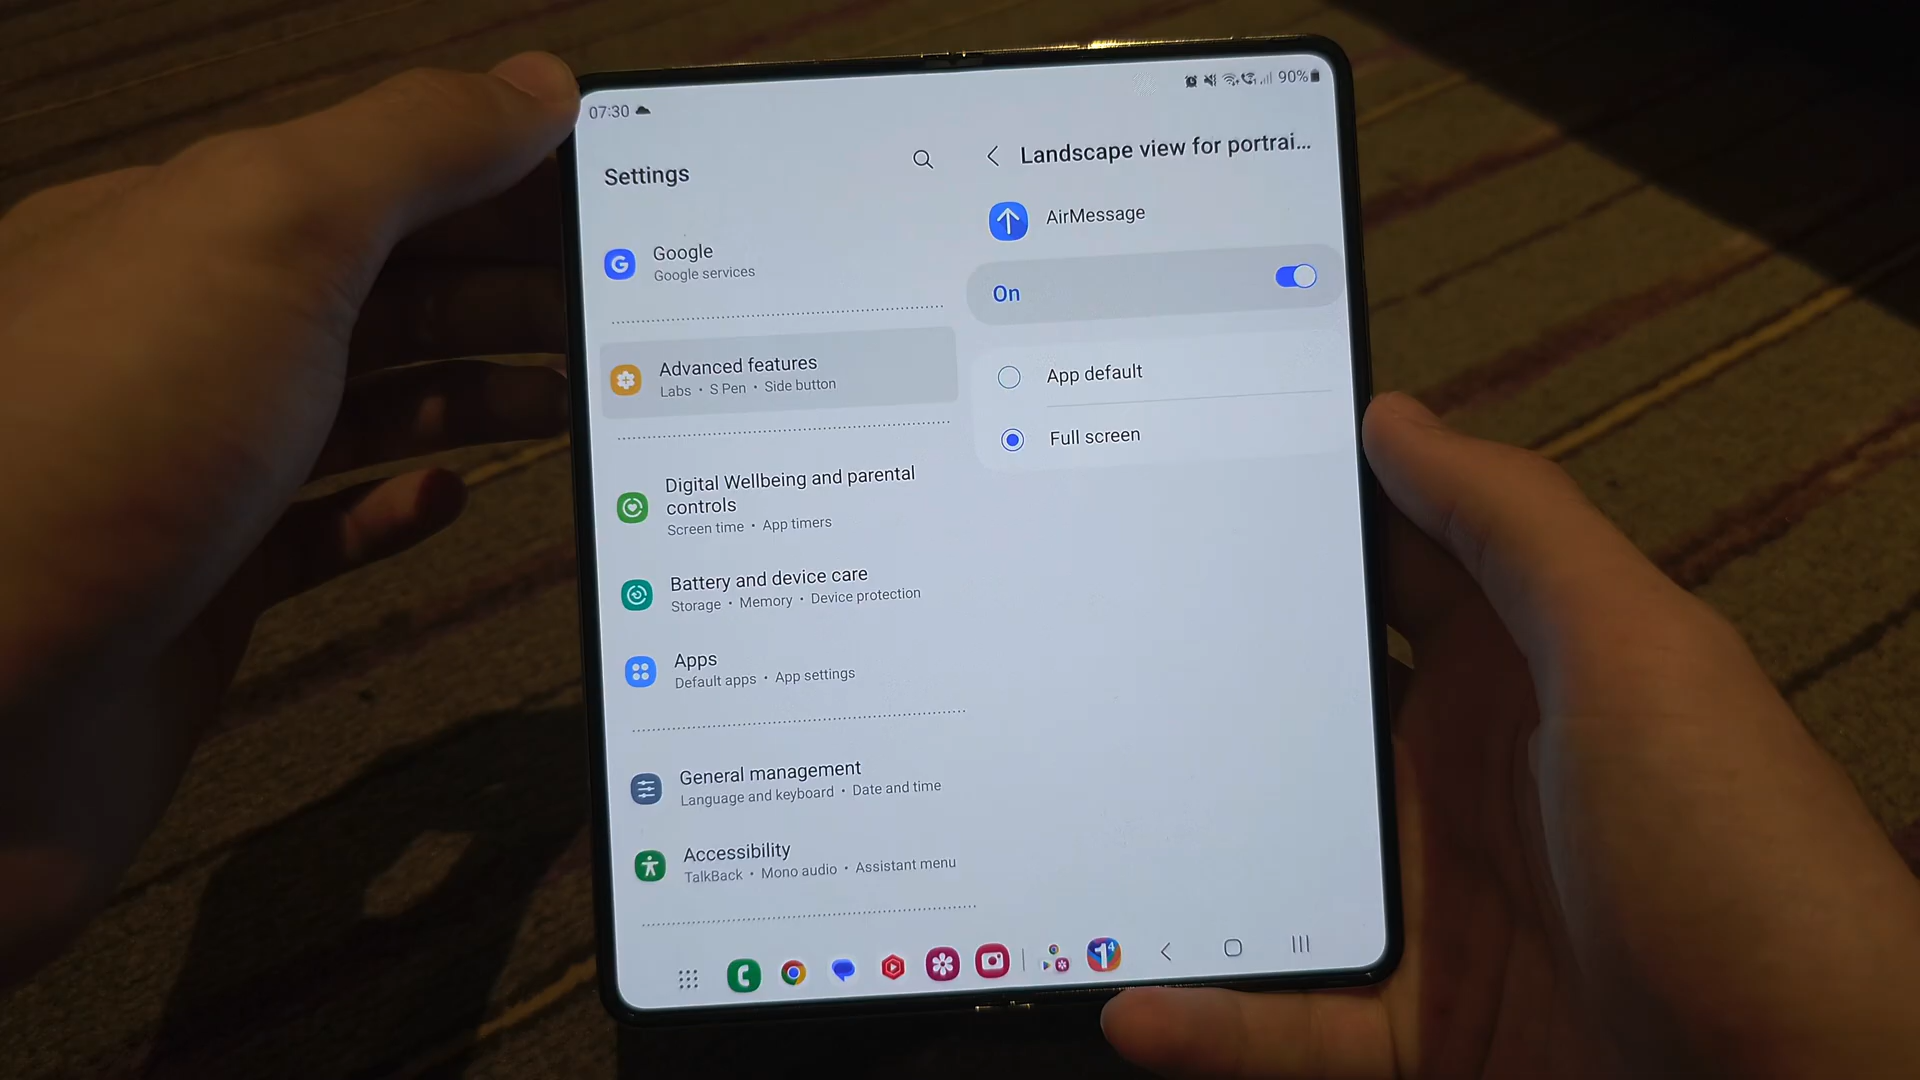 07:30
90%
Settings
Google
Google services
Advanced features
Labs • S Pen • Side button
Digital Wellbeing and parental
controls
Screen time • App timers
Battery and device care
Storage • Memory • Device protection
Apps
Default apps • App settings
General management
Language and keyboard • Date and time
Accessibility
TalkBack • Mono audio • Assistant menu
Landscape view for portrai...
AirMessage
On
App default
Full screen
1 4